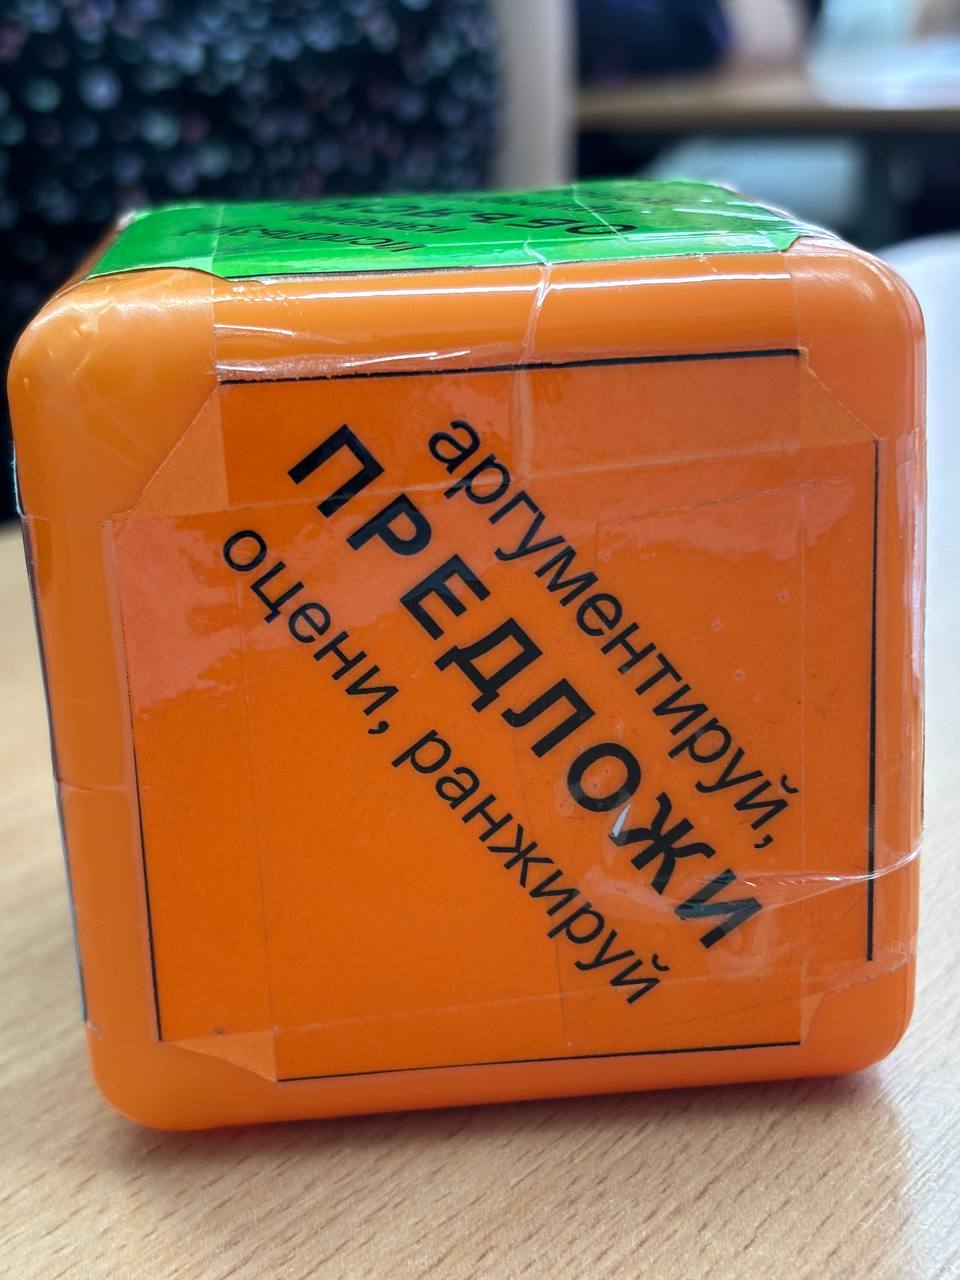 аргументируй,
ПРЕДЛОЖИ
оцени, ранжируй